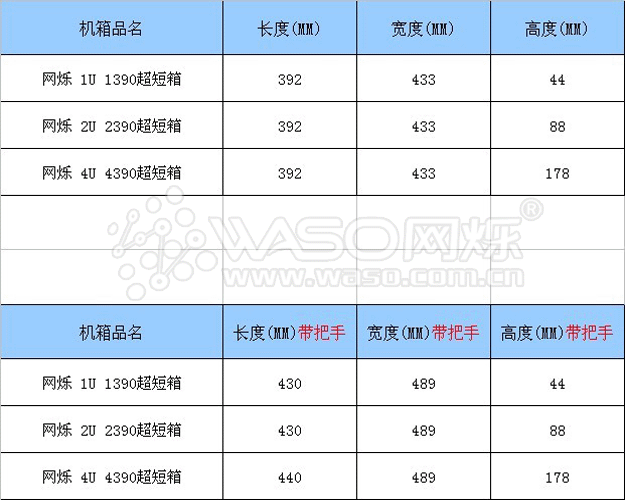 机箱品名 长度(MM) 宽度(MM) 高度(MM)
网烁 1U 1390超短箱 392 433 44
网烁 2U 2390超短箱 392 433 88
网烁 4U 4390超短箱 392 433 178
WASO网烁®
www.waso.com.cn
机箱品名 长度(MM)带把手 宽度(MM)带把手 高度(MM)带把手
网烁 1U 1390超短箱 430 489 44
网烁 2U 2390超短箱 430 489 88
网烁 4U 4390超短箱 440 489 178